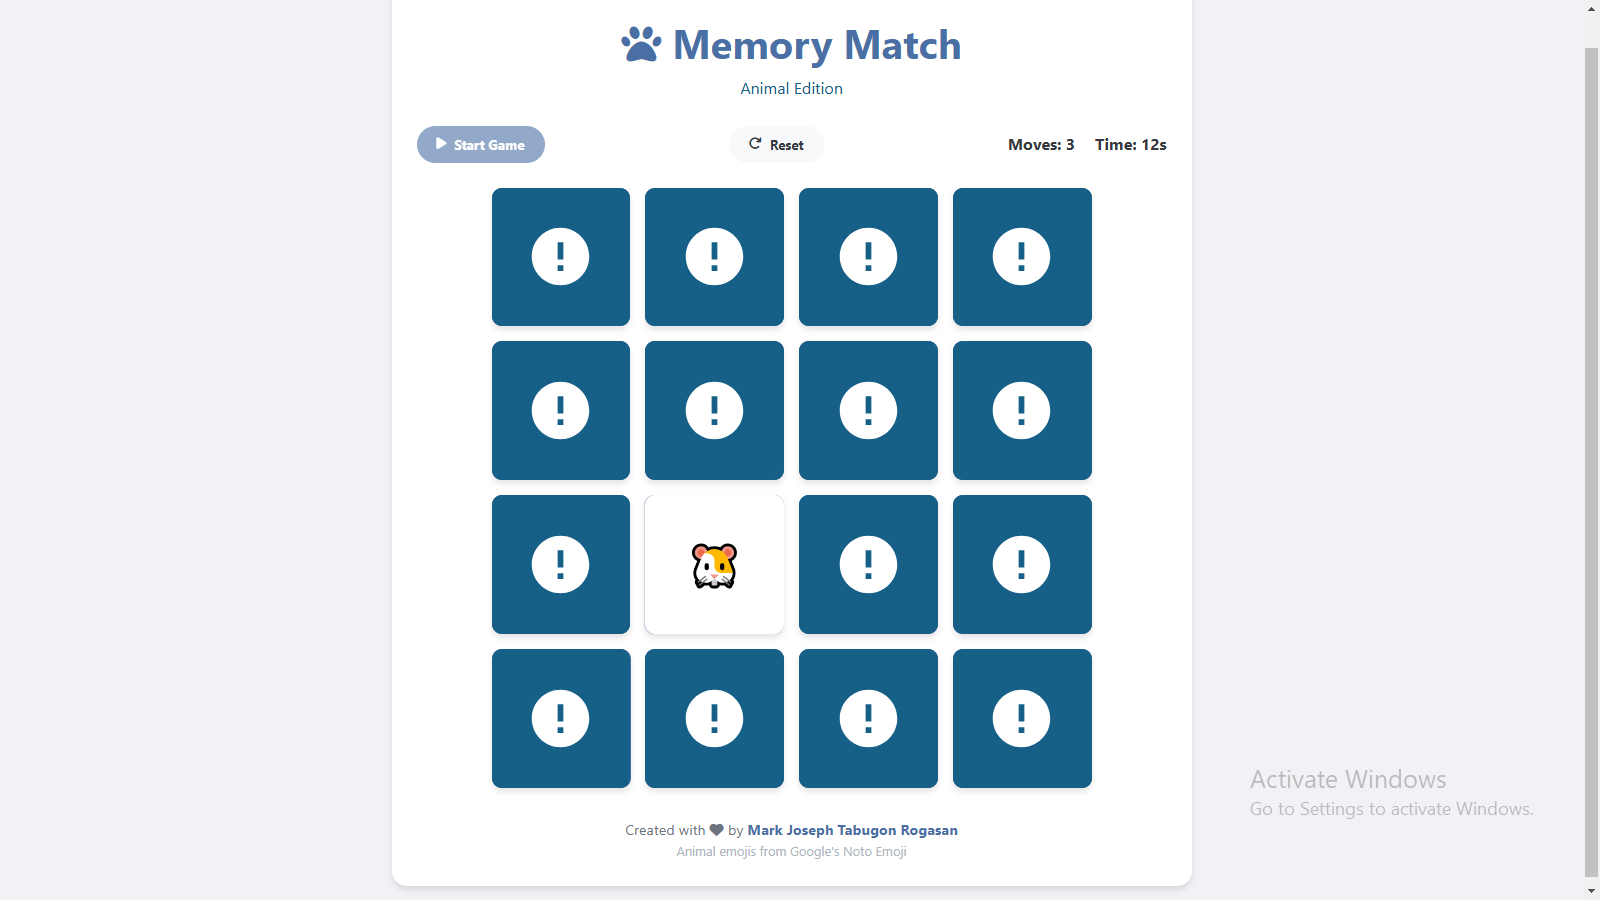 Memory Match
Animal Edition
Start Game
Reset
Moves: 3
Time: 12s
Created with by Mark Joseph Tabugon Rogasan
Animal emojis from Google's Noto Emoji
Activate Windows
Go to Settings to activate Windows.